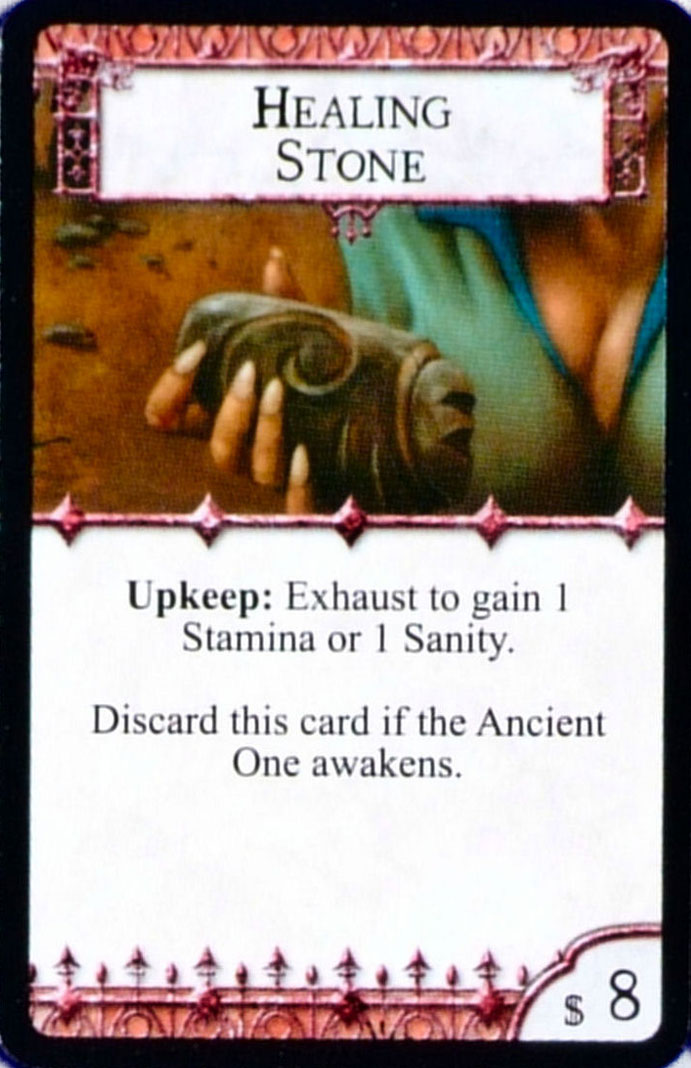 HEALING
STONE
Upkeep: Exhaust to gain 1
Stamina or 1 Sanity.
Discard this card if the Ancient
One awakens.
$ 8